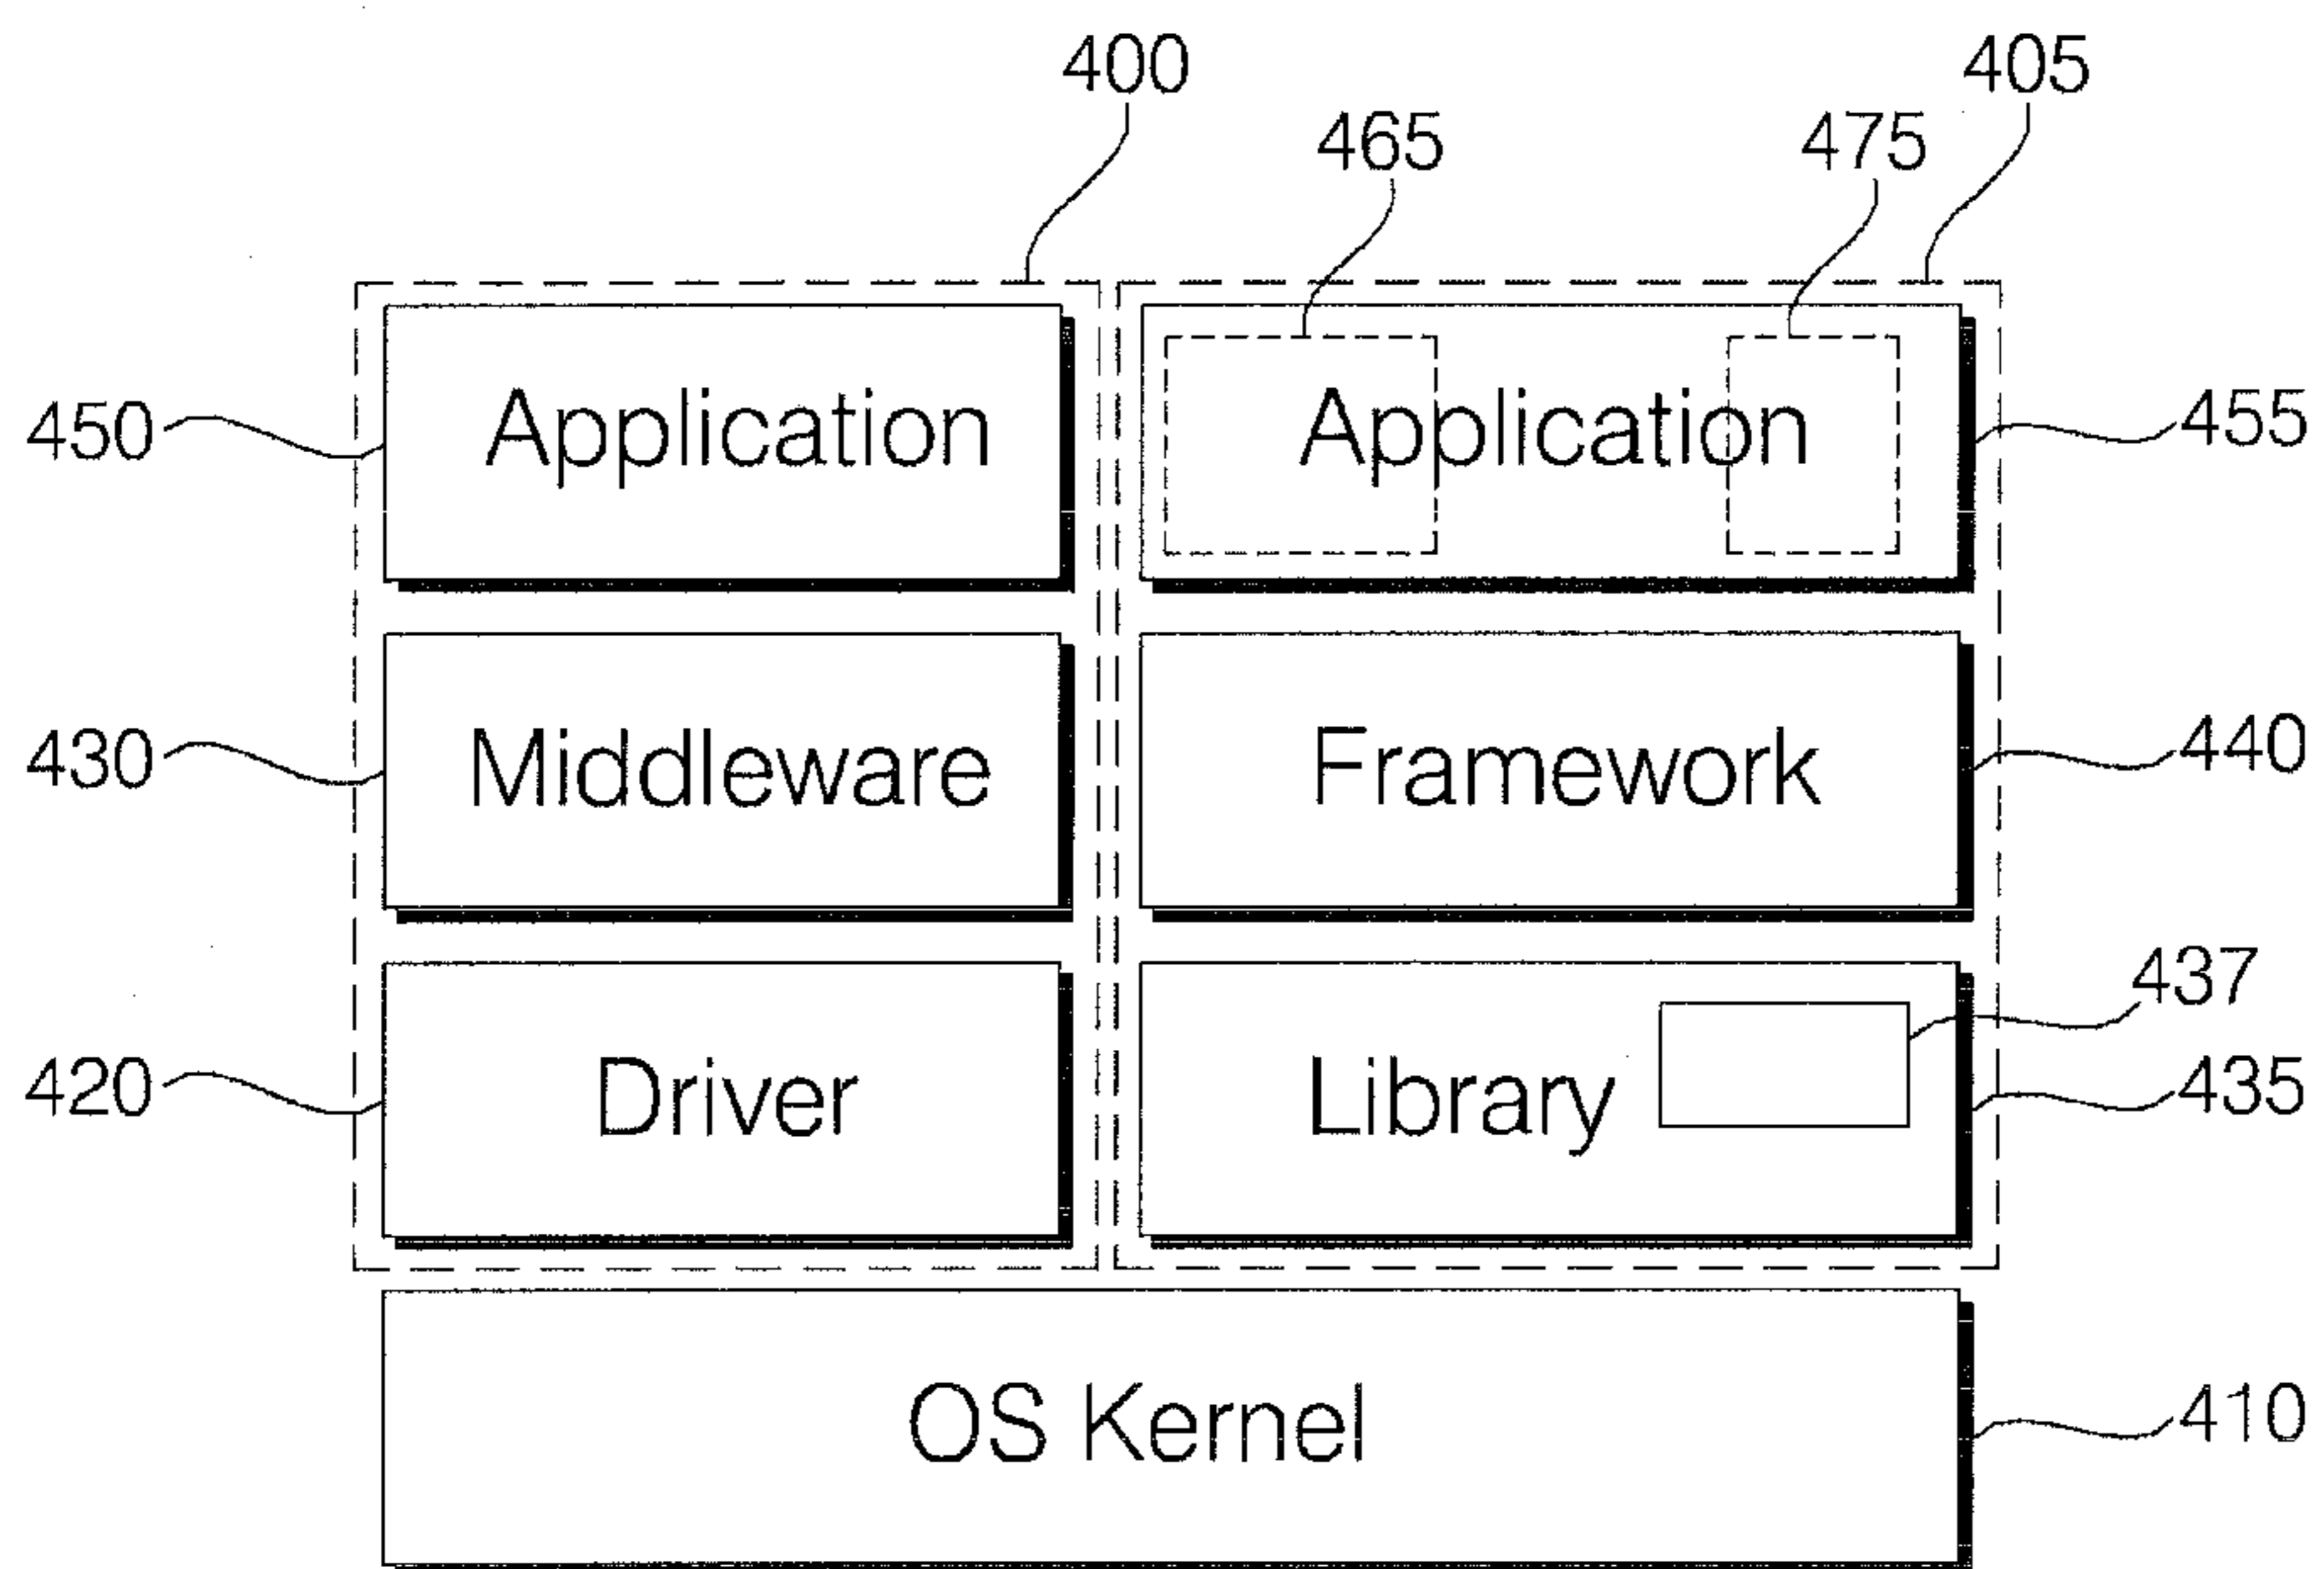 400
405
465
475
450
Application
Application
455
430
Middleware
Framework
440
437
420
Driver
Library
435
OS Kernel
410